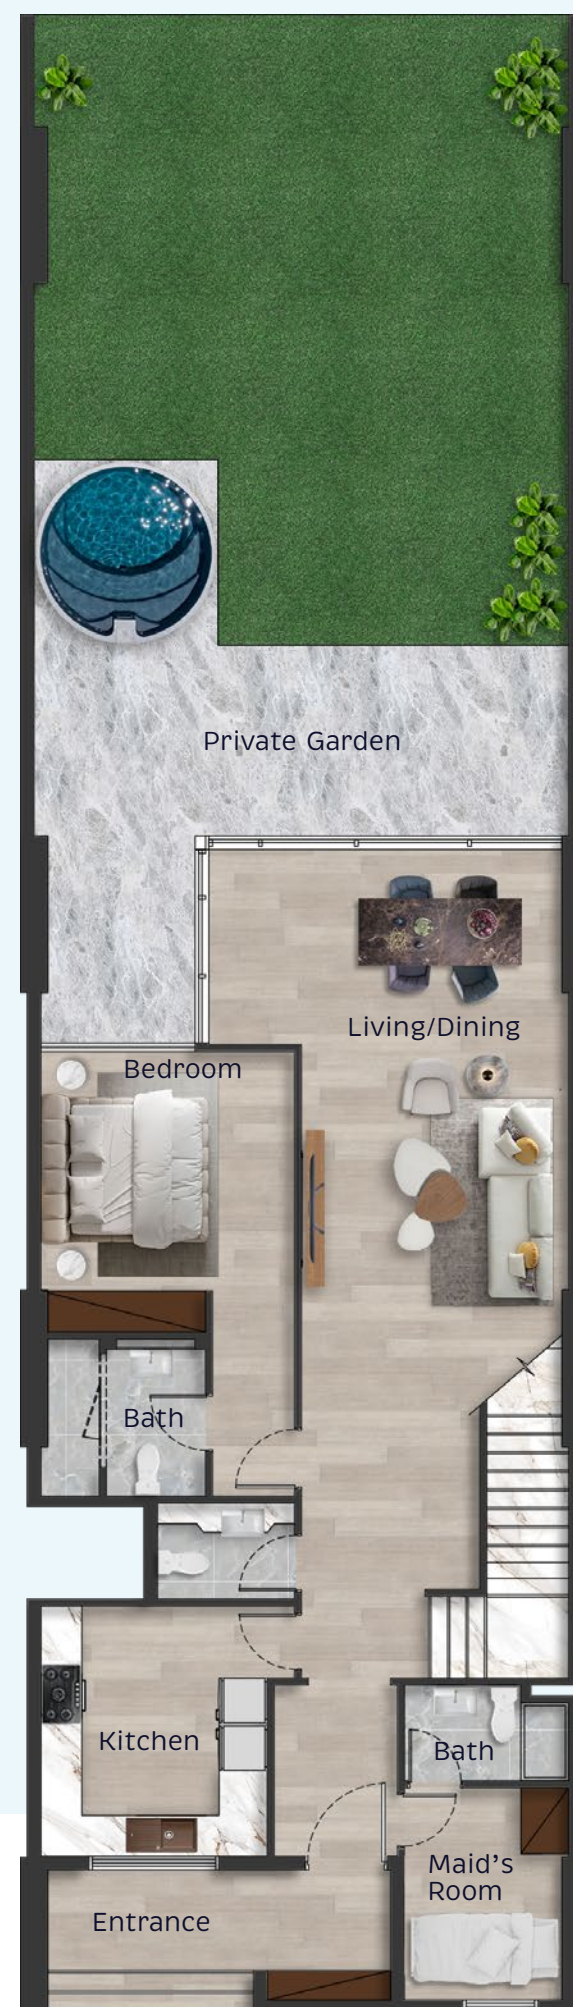 Private Garden
Living/Dining
Bedroom
Bath
Kitchen
Bath
Maid's
Room
Entrance